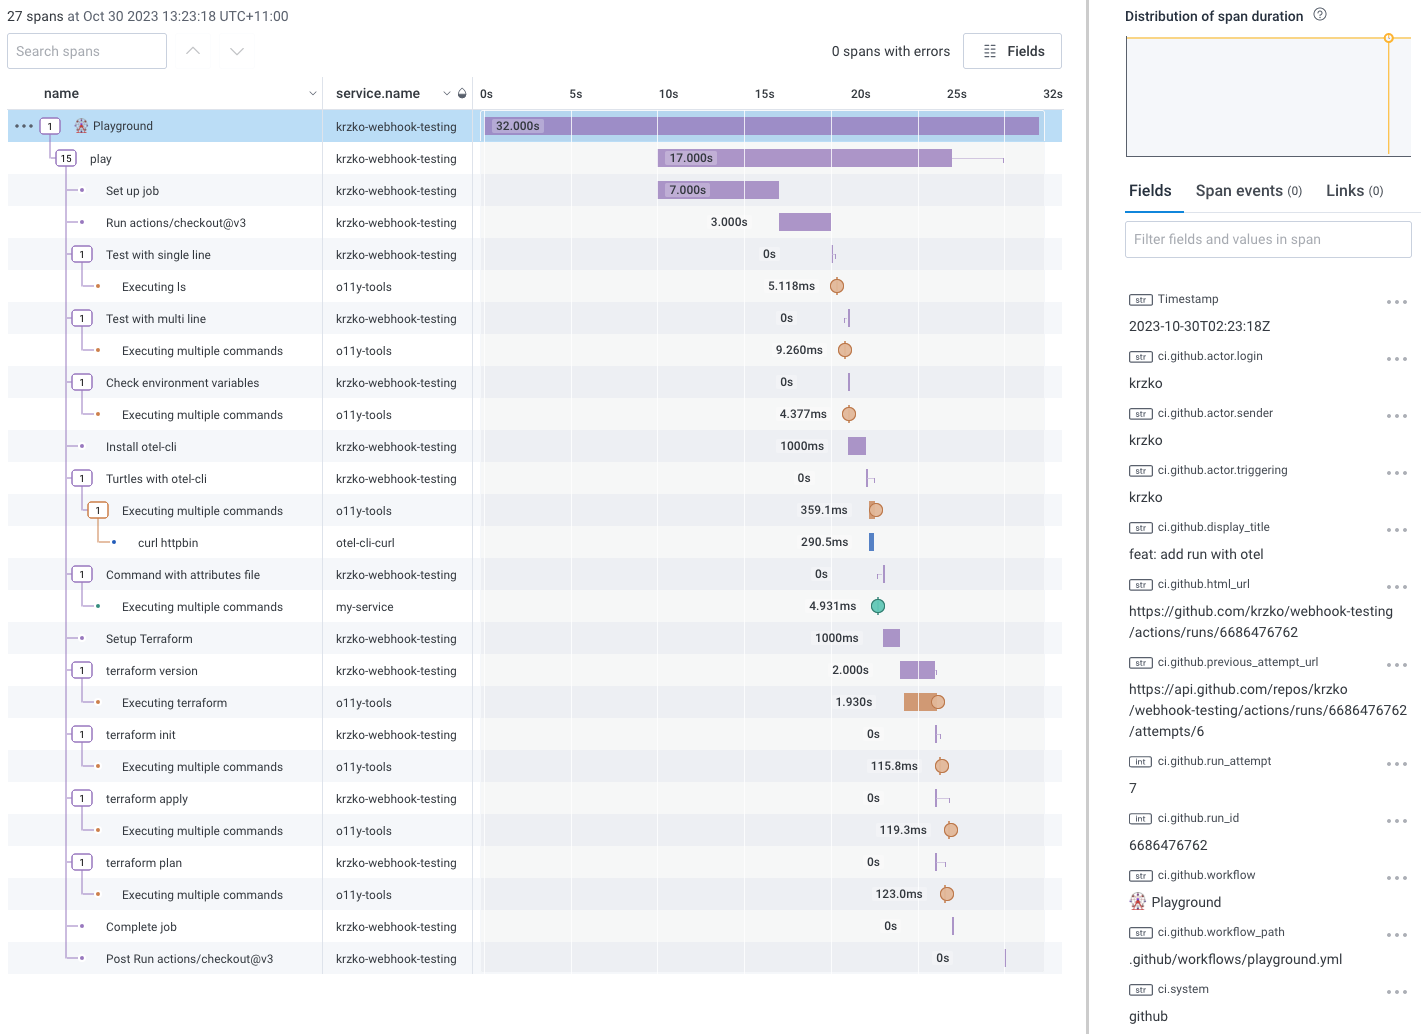 27 spans at Oct 30 2023 13:23:18 UTC+11:00
Search spans
0 spans with errors
Fields
name
service.name
0s 5s 10s 15s 20s 25s 32s
1 Playground krzko-webhook-testing 32.000s
15 play krzko-webhook-testing 17.000s
Set up job krzko-webhook-testing 7.000s
Run actions/checkout@v3 krzko-webhook-testing 3.000s
1 Test with single line krzko-webhook-testing 0s
Executing ls o11y-tools 5.118ms
1 Test with multi line krzko-webhook-testing 0s
Executing multiple commands o11y-tools 9.260ms
1 Check environment variables krzko-webhook-testing 0s
Executing multiple commands o11y-tools 4.377ms
Install otel-cli krzko-webhook-testing 1000ms
1 Turtles with otel-cli krzko-webhook-testing 0s
1 Executing multiple commands o11y-tools 359.1ms
curl httpbin otel-cli-curl 290.5ms
1 Command with attributes file krzko-webhook-testing 0s
Executing multiple commands my-service 4.931ms
Setup Terraform krzko-webhook-testing 1000ms
1 terraform version krzko-webhook-testing 2.000s
Executing terraform o11y-tools 1.930s
1 terraform init krzko-webhook-testing 0s
Executing multiple commands o11y-tools 115.8ms
1 terraform apply krzko-webhook-testing 0s
Executing multiple commands o11y-tools 119.3ms
1 terraform plan krzko-webhook-testing 0s
Executing multiple commands o11y-tools 123.0ms
Complete job krzko-webhook-testing 0s
Post Run actions/checkout@v3 krzko-webhook-testing 0s
Distribution of span duration ?
Fields Span events (0) Links (0)
Filter fields and values in span
str Timestamp
2023-10-30T02:23:18Z
str ci.github.actor.login
krzko
str ci.github.actor.sender
krzko
str ci.github.actor.triggering
krzko
str ci.github.display_title
feat: add run with otel
str ci.github.html_url
https://github.com/krzko/webhook-testing
/actions/runs/6686476762
str ci.github.previous_attempt_url
https://api.github.com/repos/krzko
/webhook-testing/actions/runs/6686476762
/attempts/6
int ci.github.run_attempt
7
int ci.github.run_id
6686476762
str ci.github.workflow
Playground
str ci.github.workflow_path
.github/workflows/playground.yml
str ci.system
github